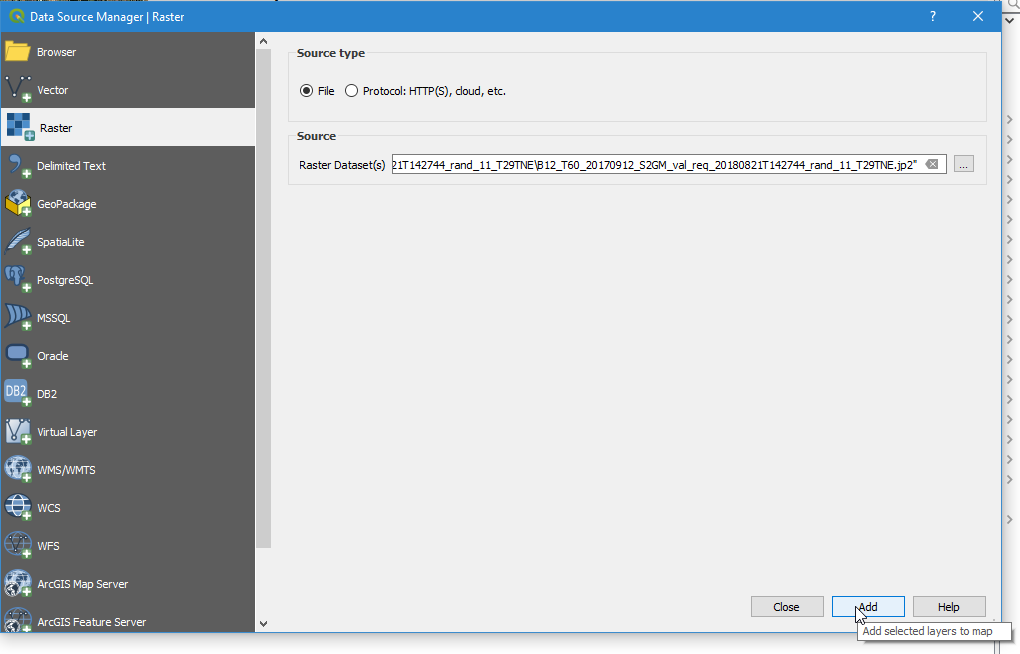 Data Source Manager | Raster
?
Browser
Vector
Raster
Delimited Text
GeoPackage
SpatiaLite
PostgreSQL
MSSQL
Oracle
DB2
DB2
Virtual Layer
WMS/WMTS
WCS
WFS
ArcGIS Map Server
ArcGIS Feature Server
Source type
File
Protocol: HTTP(S), cloud, etc.
Source
Raster Dataset(s)
21T142744_rand_11_T29TNE\B12_T60_20170912_S2GM_val_req_20180821T142744_rand_11_T29TNE.jp2"
...
Close
Add
Help
Add selected layers to map